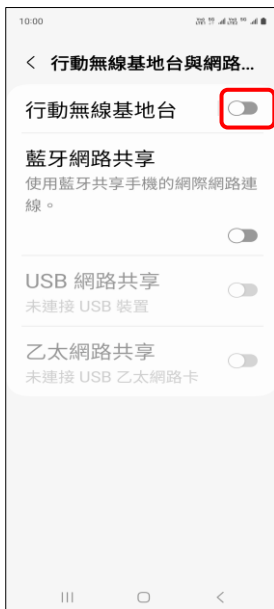 10:00
行動無線基地台與網路...
行動無線基地台
藍牙網路共享
使用藍牙共享手機的網際網路連
線。
USB 網路共享
未連接 USB 裝置
乙太網路共享
未連接 USB 乙太網路卡